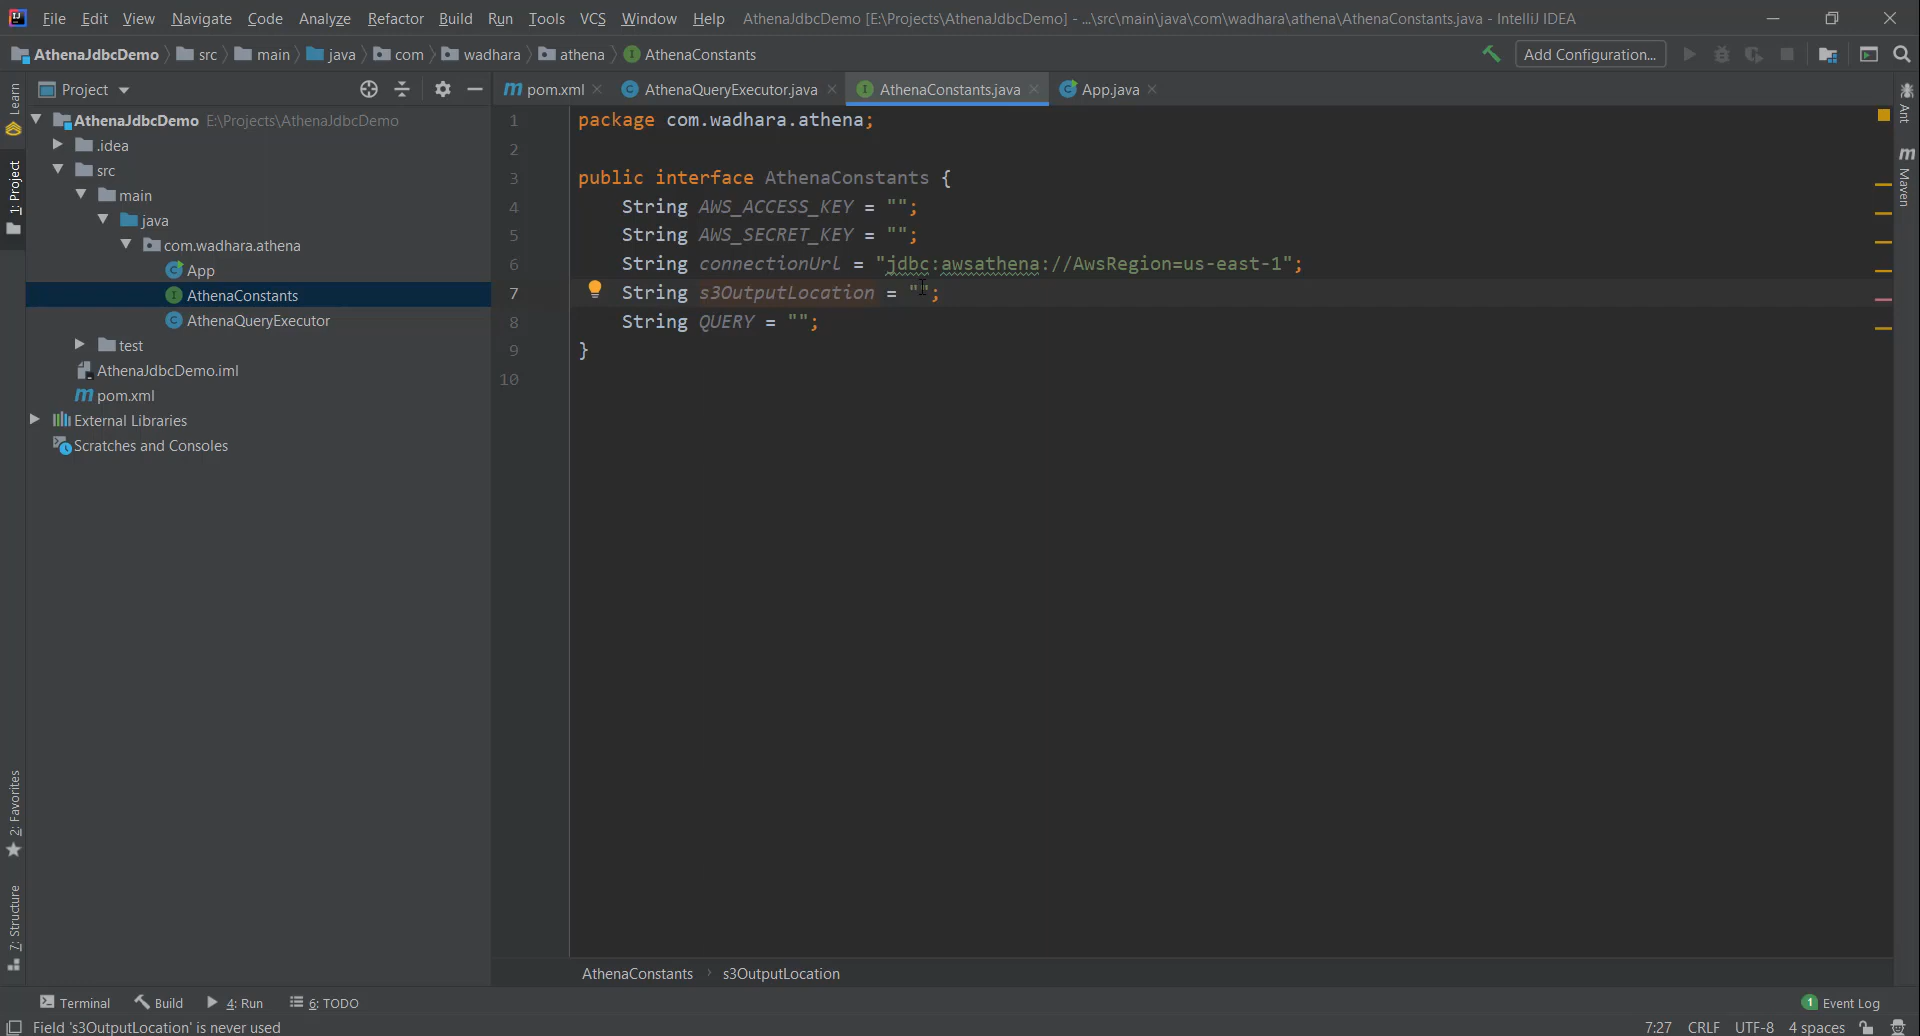 File Edit View Navigate Code Analyze Refactor Build Run Tools VCS Window Help AthenaJdbcDemo [E:\Projects\AthenaJdbcDemo] - ...\src\main\java\com\wadhara\athena\AthenaConstants.java - IntelliJ IDEA
AthenaJdbcDemo src main java com wadhara athena AthenaConstants Add Configuration...
Project
pom.xml AthenaQueryExecutor.java AthenaConstants.java App.java
Learn
1: Project
2: Favorites
7: Structure
AthenaJdbcDemo E:\Projects\AthenaJdbcDemo
.idea
src
main
java
com.wadhara.athena
App
AthenaConstants
AthenaQueryExecutor
test
AthenaJdbcDemo.iml
pom.xml
External Libraries
Scratches and Consoles
1 package com.wadhara.athena;
2
3 public interface AthenaConstants {
4 String AWS_ACCESS_KEY = "";
5 String AWS_SECRET_KEY = "";
6 String connectionUrl = "jdbc:awsathena://AwsRegion=us-east-1";
7 String s3OutputLocation = "";
8 String QUERY = "";
9 }
10
Ant
Maven
AthenaConstants s3OutputLocation
Terminal Build 4: Run 6: TODO 1 Event Log
Field 's3OutputLocation' is never used 7:27 CRLF UTF-8 4 spaces